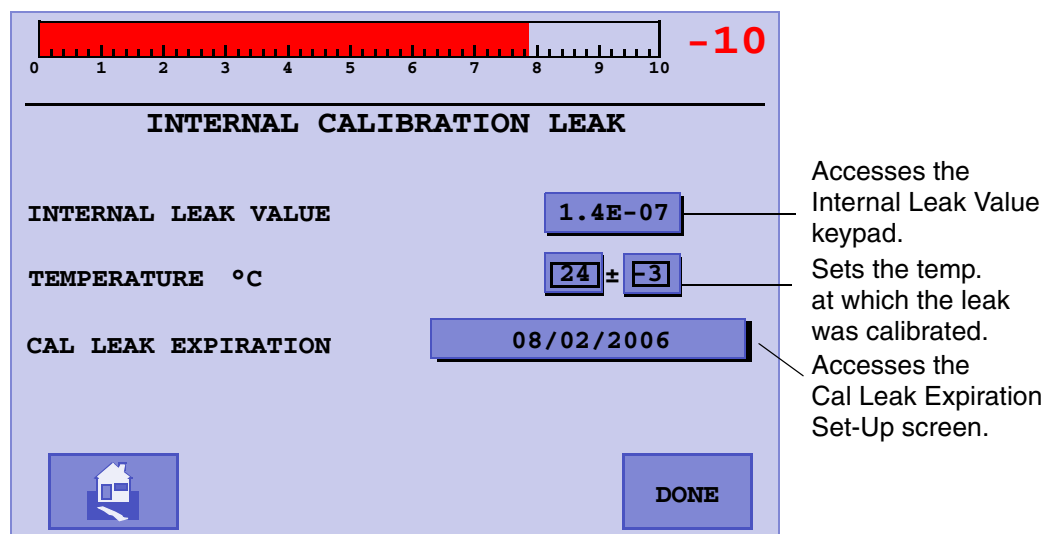 -10
0 1 2 3 4 5 6 7 8 9 10
INTERNAL CALIBRATION LEAK
INTERNAL LEAK VALUE 1.4E-07
TEMPERATURE °C 24 ± -3
CAL LEAK EXPIRATION 08/02/2006
DONE
Accesses the
Internal Leak Value
keypad.
Sets the temp.
at which the leak
was calibrated.
Accesses the
Cal Leak Expiration
Set-Up screen.